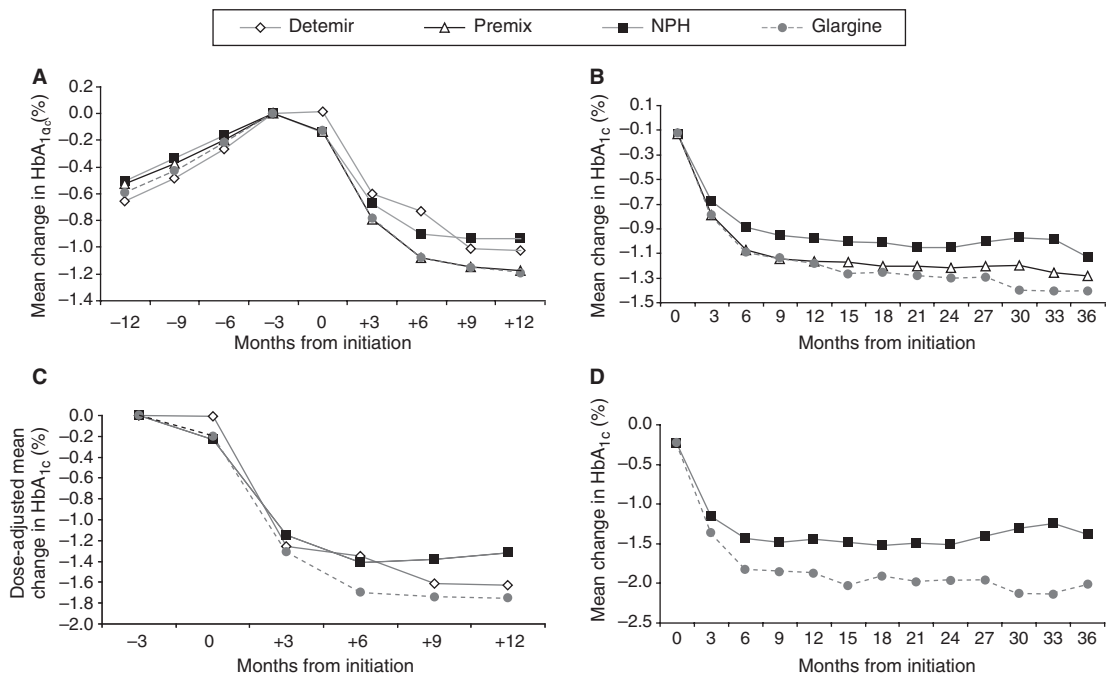 Detemir Premix NPH Glargine
A
Mean change in HbA1αc(%)
0.2
0.0
−0.2
−0.4
−0.6
−0.8
−1.0
−1.2
−1.4
−12 −9 −6 −3 0 +3 +6 +9 +12
Months from initiation
B
Mean change in HbA1c (%)
0.1
−0.1
−0.3
−0.5
−0.7
−0.9
−1.1
−1.3
−1.5
0 3 6 9 12 15 18 21 24 27 30 33 36
Months from initiation
C
Dose-adjusted mean
change in HbA1c (%)
0.0
−0.2
−0.4
−0.6
−0.8
−1.0
−1.2
−1.4
−1.6
−1.8
−2.0
−3 0 +3 +6 +9 +12
Months from initiation
D
Mean change in HbA1c (%)
0.0
−0.5
−1.0
−1.5
−2.0
−2.5
0 3 6 9 12 15 18 21 24 27 30 33 36
Months from initiation